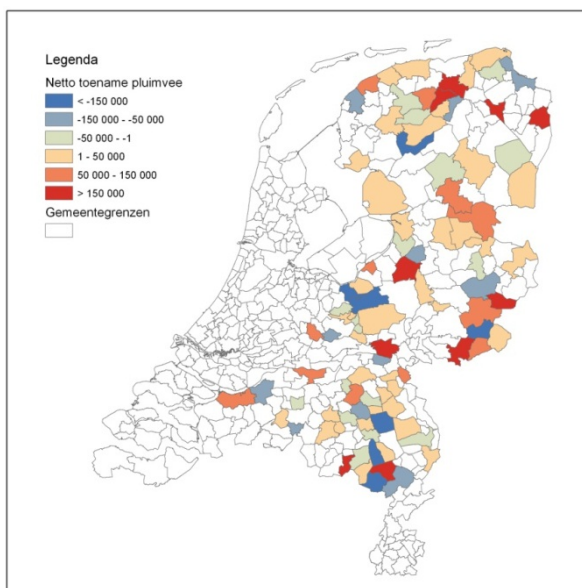 Legenda
Netto toename pluimvee
< -150 000
-150 000 - -50 000
-50 000 - -1
1 - 50 000
50 000 - 150 000
> 150 000
Gemeentegrenzen